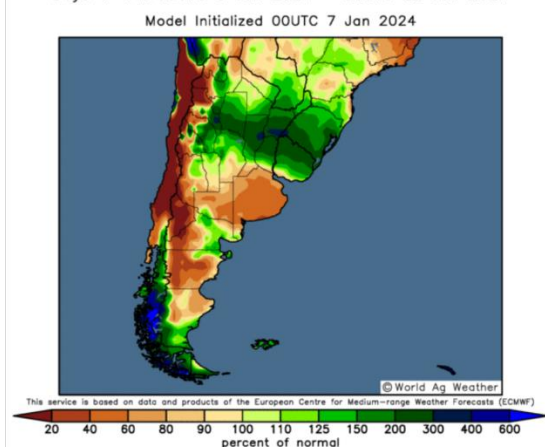 Model Initialized 00UTC 7 Jan 2024
©World Ag Weather
This service is based on data and products of the European Centre for Medium-range Weather Forecasts (ECMWF)
20 40 60 80 90 100 110 125 150 200 300 400 600
percent of normal